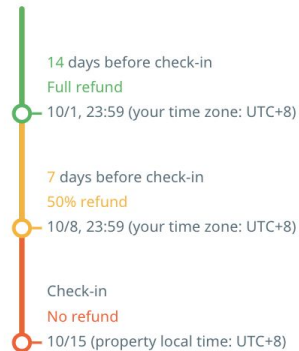 14 days before check-in
Full refund
10/1, 23:59 (your time zone: UTC+8)
7 days before check-in
50% refund
10/8, 23:59 (your time zone: UTC+8)
Check-in
No refund
10/15 (property local time: UTC+8)